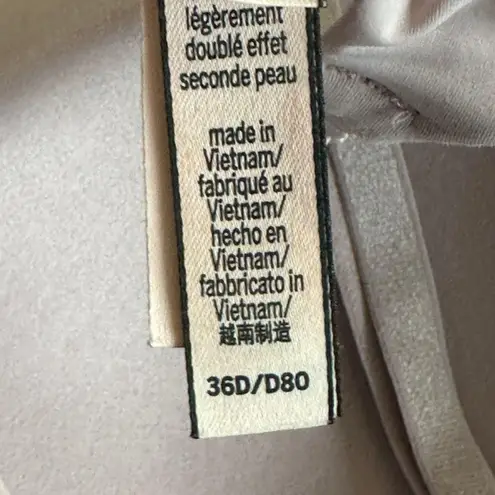 légèrement
doublé effet
seconde peau
made in
Vietnam/
fabriqué au
Vietnam/
hecho en
Vietnam/
fabbricato in
Vietnam/
越南制造
36D/D80